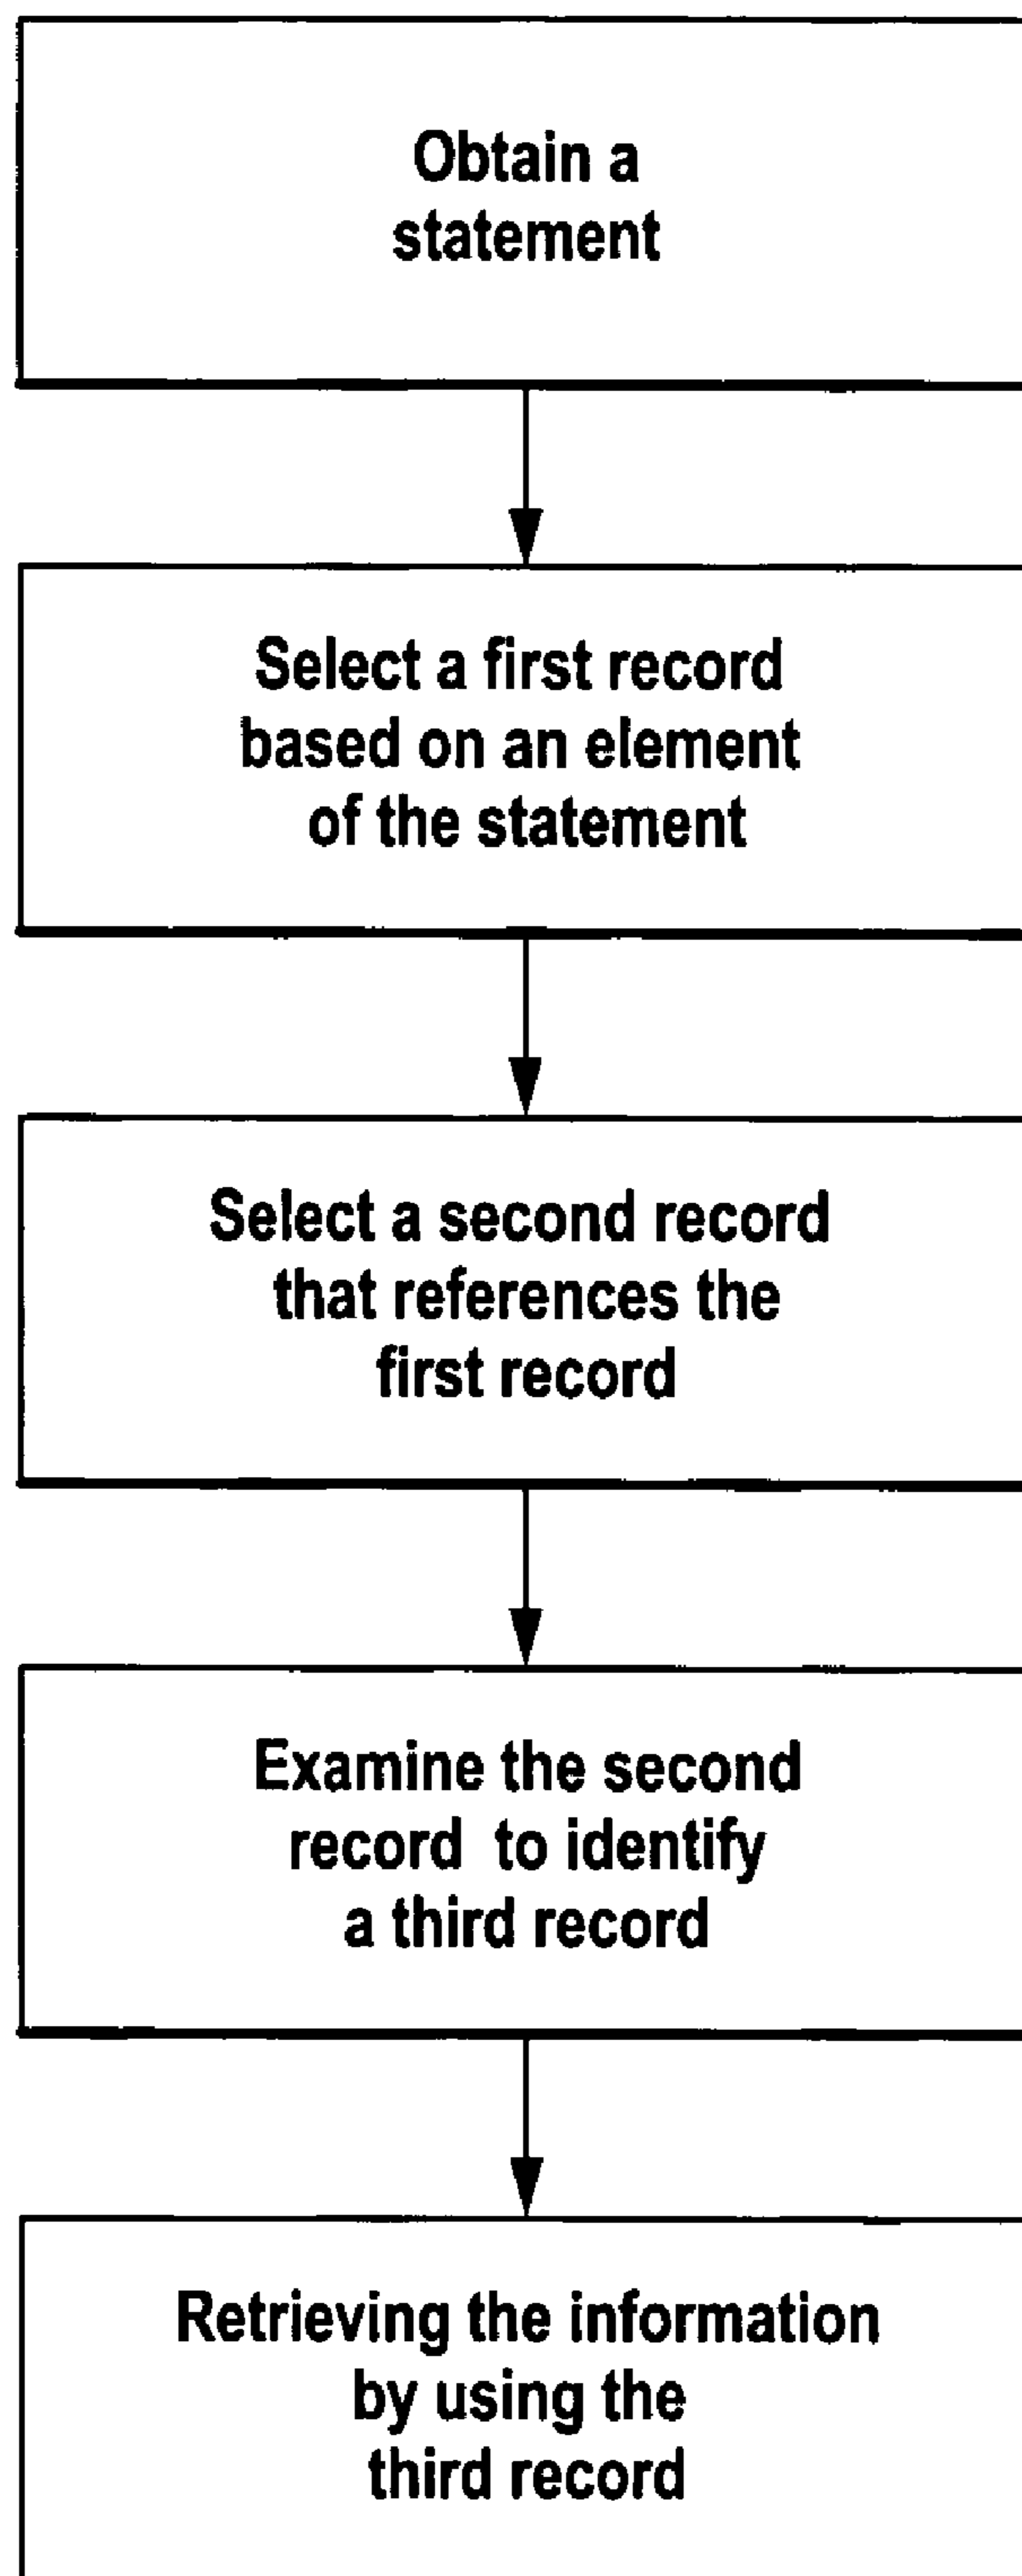 Obtain a
statement
Select a first record
based on an element
of the statement
Select a second record
that references the
first record
Examine the second
record to identify
a third record
Retrieving the information
by using the
third record